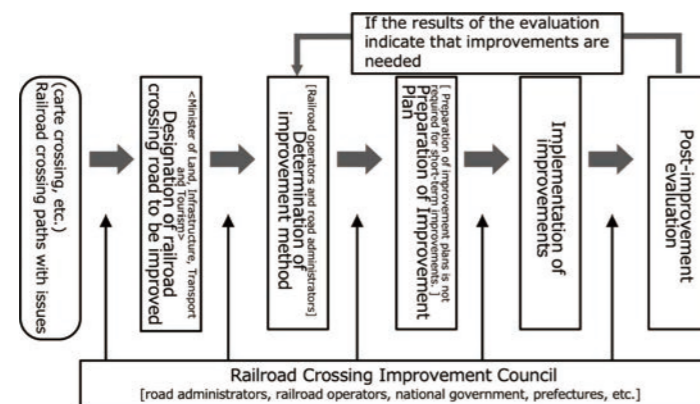 If the results of the evaluation
indicate that improvements are
needed
(carte crossing, etc.)
Railroad crossing paths with issues
<Minister of Land, Infrastructure, Transport
and Tourism>
Designation of railroad
crossing road to be improved
[Railroad operators and road administrators]
Determination of
improvement method
[ Preparation of improvement plans is not
required for short-term improvements. ]
Preparation of Improvement
Plan
Implementation of
improvements
Post-improvement
evaluation
Railroad Crossing Improvement Council
[road administrators, railroad operators, national government, prefectures, etc.]